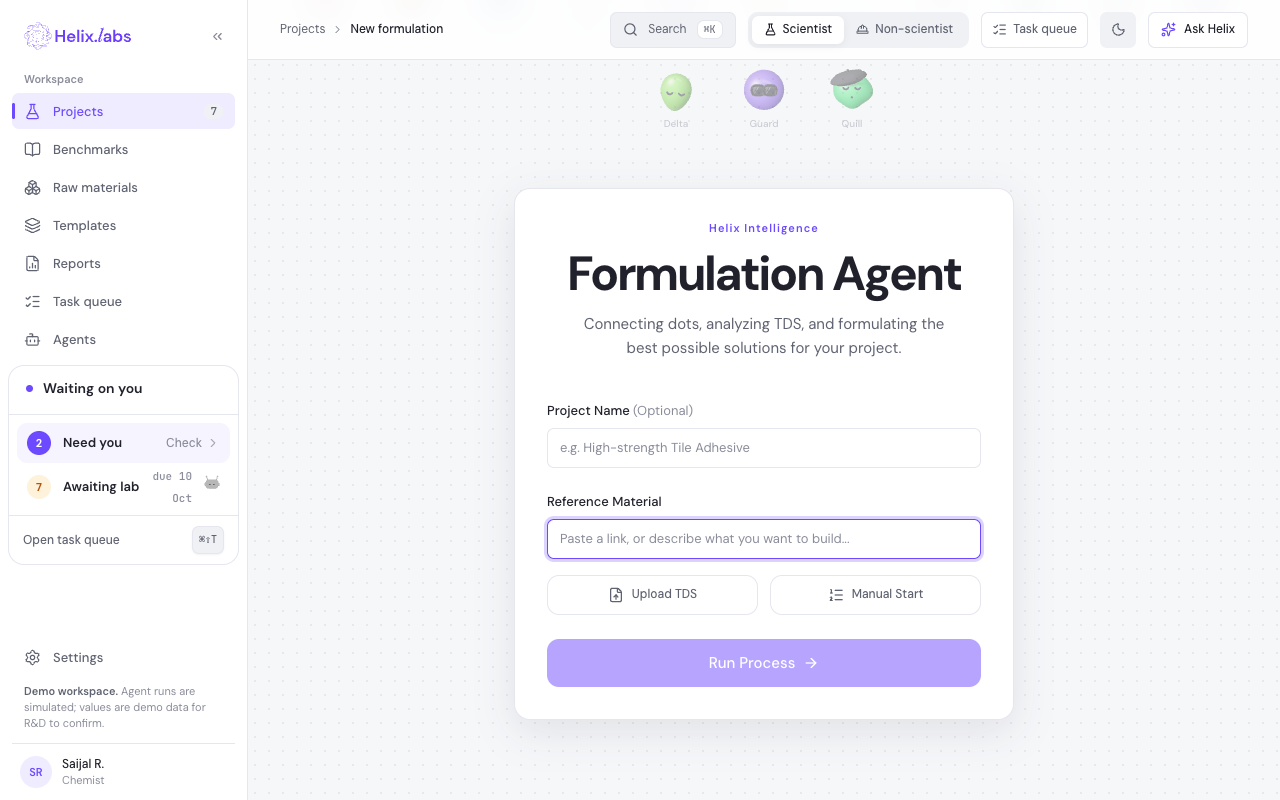 Helix.labs
Workspace
Projects 7
Benchmarks
Raw materials
Templates
Reports
Task queue
Agents
Waiting on you
2 Need you Check
7 Awaiting lab due 10 Oct
Open task queue ⌘⇧T
Settings
Demo workspace. Agent runs are
simulated; values are demo data for
R&D to confirm.
SR Saijal R.
Chemist
Projects New formulation
Search ⌘K
Scientist Non-scientist
Task queue
Ask Helix
Delta Guard Quill
Helix Intelligence
Formulation Agent
Connecting dots, analyzing TDS, and formulating the
best possible solutions for your project.
Project Name (Optional)
e.g. High-strength Tile Adhesive
Reference Material
Paste a link, or describe what you want to build...
Upload TDS Manual Start
Run Process